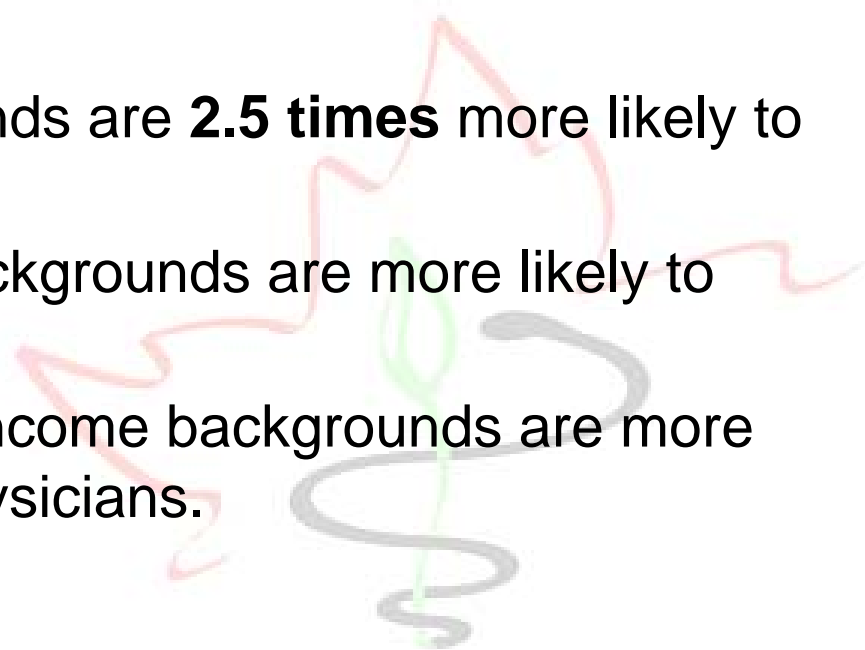 nds are 2.5 times more likely to
ckgrounds are more likely to
ncome backgrounds are more
ysicians.